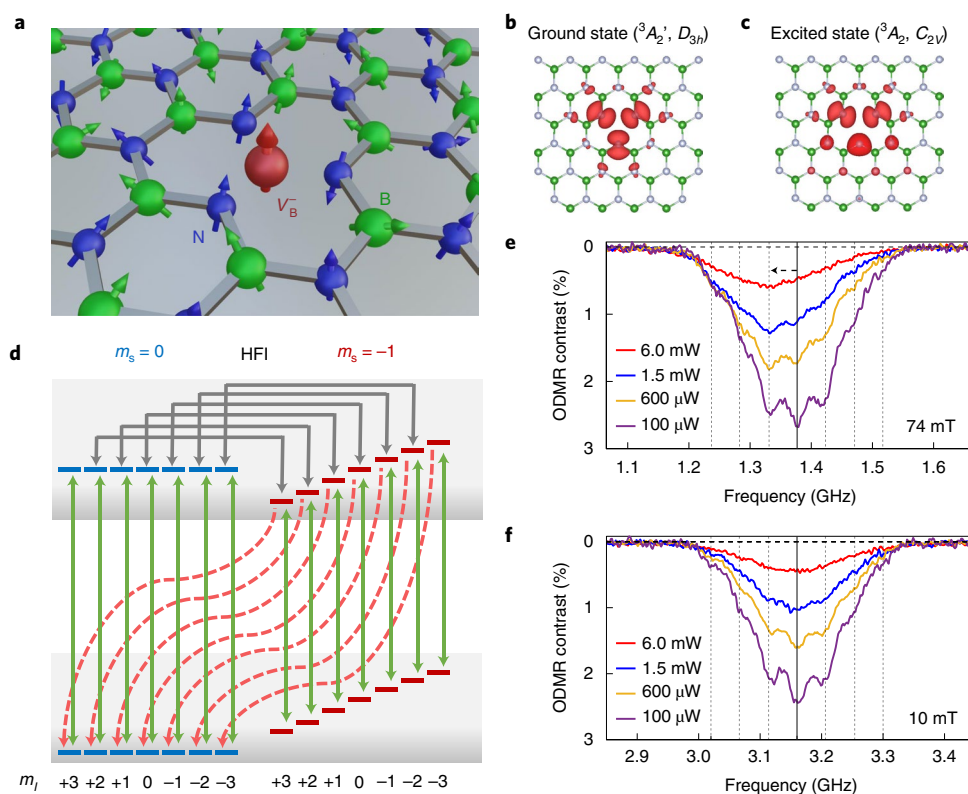 a
N
V_B^−
B
b
Ground state (³A₂′, D₃ₕ)
c
Excited state (³A₂, C₂ᵥ)
d
mₛ = 0
HFI
mₛ = −1
m_I
+3 +2 +1 0 −1 −2 −3
+3 +2 +1 0 −1 −2 −3
e
ODMR contrast (%)
0
1
2
3
6.0 mW
1.5 mW
600 μW
100 μW
74 mT
1.1 1.2 1.3 1.4 1.5 1.6
Frequency (GHz)
f
ODMR contrast (%)
0
1
2
3
6.0 mW
1.5 mW
600 μW
100 μW
10 mT
2.9 3.0 3.1 3.2 3.3 3.4
Frequency (GHz)